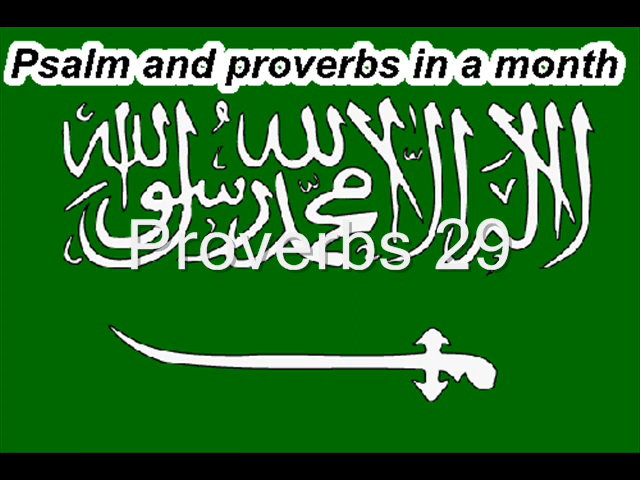 Psalm and proverbs in a month
لا إله إلا الله محمد رسول الله
Proverbs 29